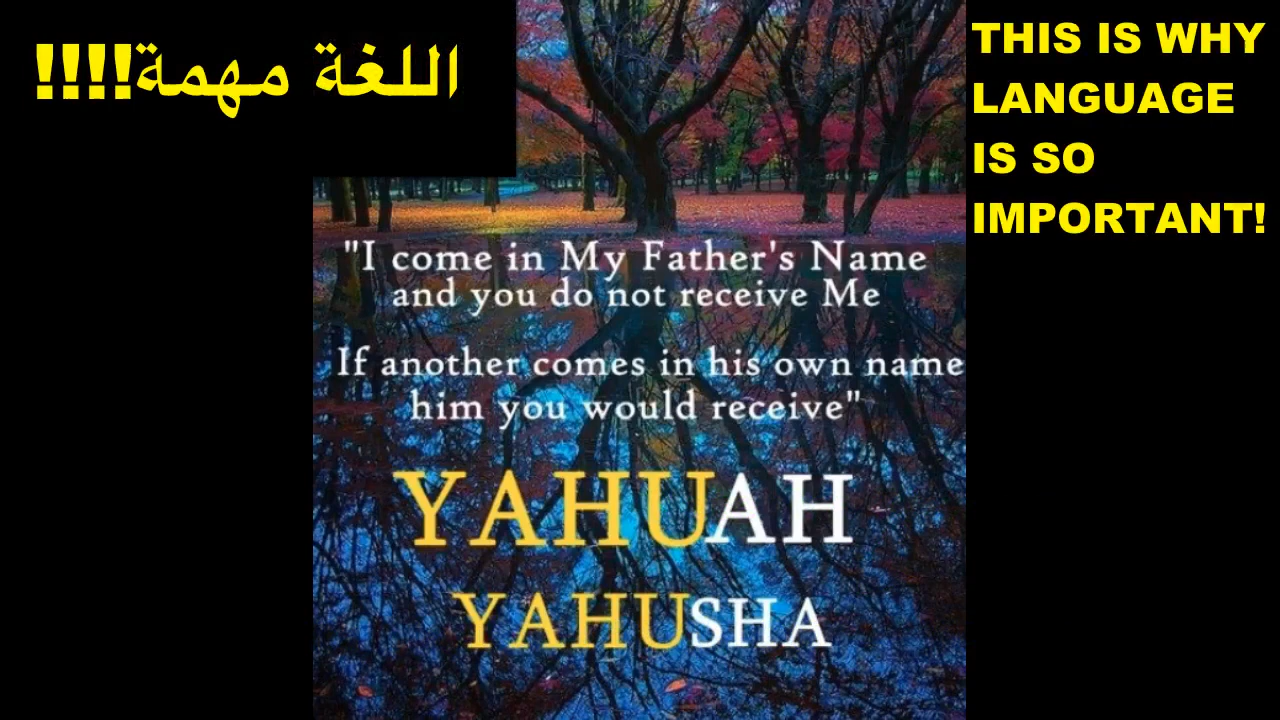 اللغة مهمة!!!!
THIS IS WHY
LANGUAGE
IS SO
IMPORTANT!
"I come in My Father's Name
and you do not receive Me
If another comes in his own name
him you would receive"
YAHUAH
YAHUSHA